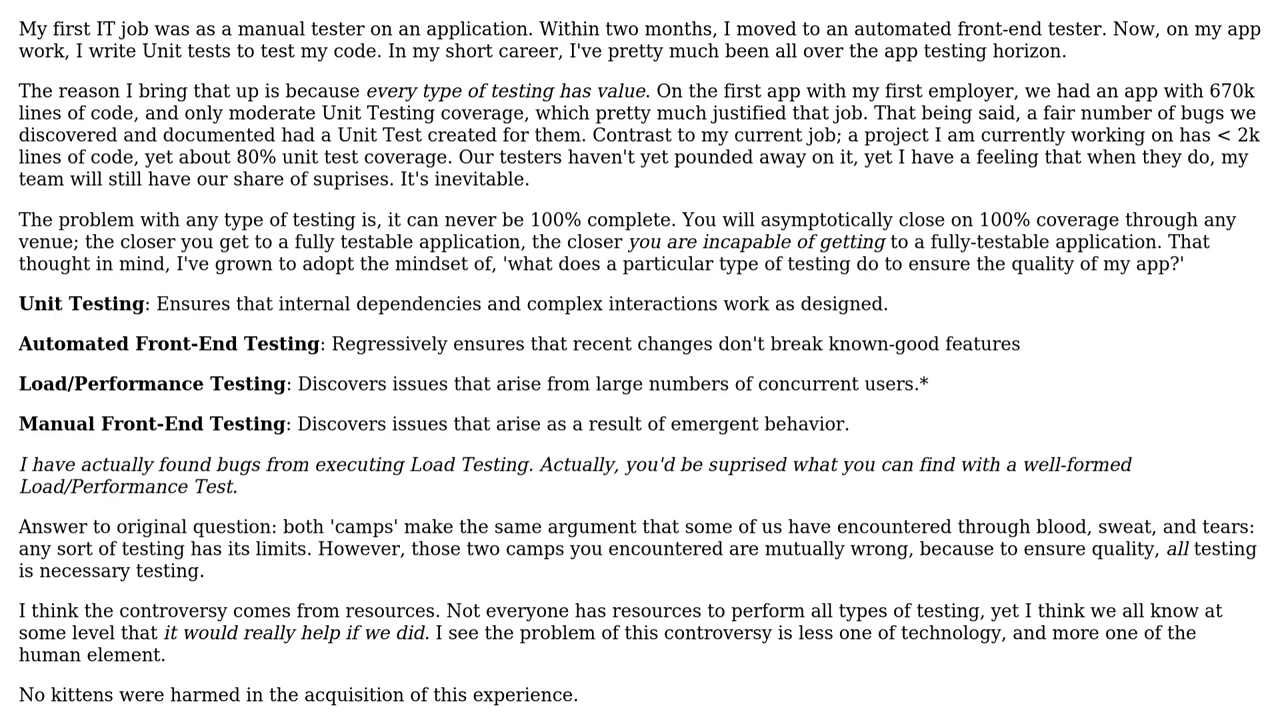 My first IT job was as a manual tester on an application. Within two months, I moved to an automated front-end tester. Now, on my app
work, I write Unit tests to test my code. In my short career, I've pretty much been all over the app testing horizon.
The reason I bring that up is because every type of testing has value. On the first app with my first employer, we had an app with 670k
lines of code, and only moderate Unit Testing coverage, which pretty much justified that job. That being said, a fair number of bugs we
discovered and documented had a Unit Test created for them. Contrast to my current job; a project I am currently working on has < 2k
lines of code, yet about 80% unit test coverage. Our testers haven't yet pounded away on it, yet I have a feeling that when they do, my
team will still have our share of suprises. It's inevitable.
The problem with any type of testing is, it can never be 100% complete. You will asymptotically close on 100% coverage through any
venue; the closer you get to a fully testable application, the closer you are incapable of getting to a fully-testable application. That
thought in mind, I've grown to adopt the mindset of, 'what does a particular type of testing do to ensure the quality of my app?'
Unit Testing: Ensures that internal dependencies and complex interactions work as designed.
Automated Front-End Testing: Regressively ensures that recent changes don't break known-good features
Load/Performance Testing: Discovers issues that arise from large numbers of concurrent users.*
Manual Front-End Testing: Discovers issues that arise as a result of emergent behavior.
I have actually found bugs from executing Load Testing. Actually, you'd be suprised what you can find with a well-formed
Load/Performance Test.
Answer to original question: both 'camps' make the same argument that some of us have encountered through blood, sweat, and tears:
any sort of testing has its limits. However, those two camps you encountered are mutually wrong, because to ensure quality, all testing
is necessary testing.
I think the controversy comes from resources. Not everyone has resources to perform all types of testing, yet I think we all know at
some level that it would really help if we did. I see the problem of this controversy is less one of technology, and more one of the
human element.
No kittens were harmed in the acquisition of this experience.